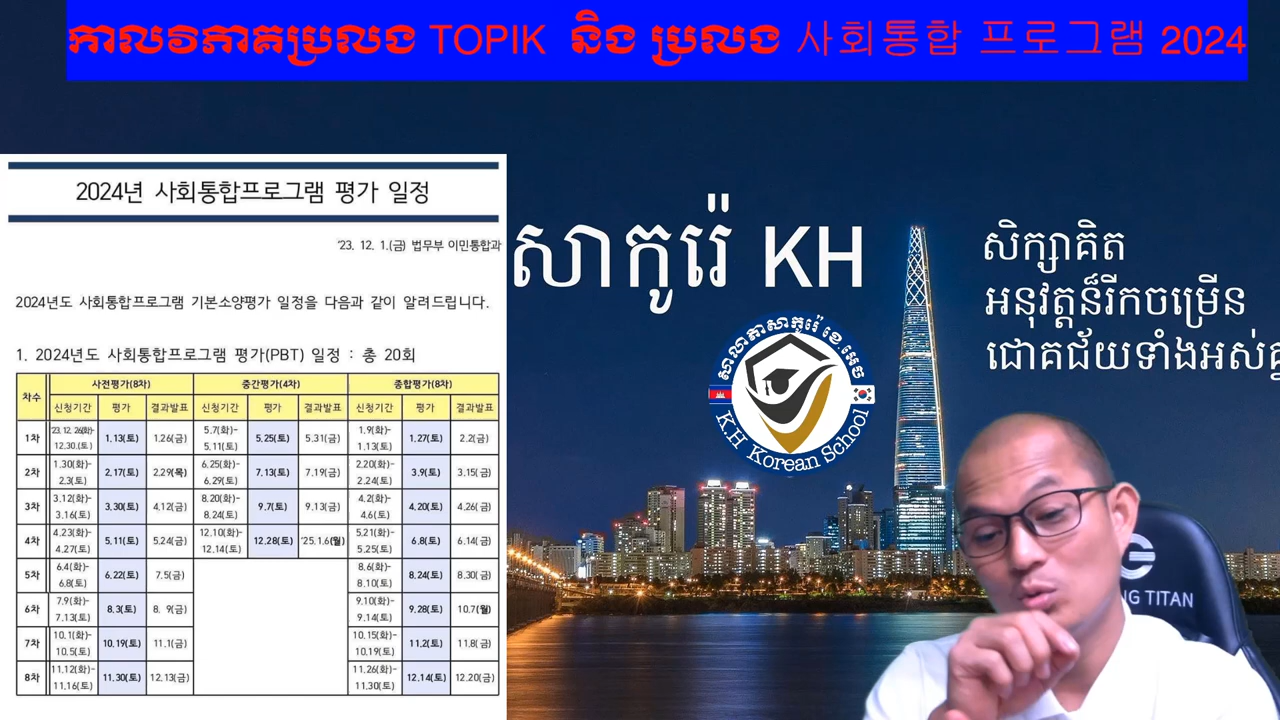 កាលវិភាគប្រលង TOPIK និង ប្រលង 사회통합 프로그램 2024
2024년 사회통합프로그램 평가 일정
'23. 12. 1.(금) 법무부 이민통합과
2024년도 사회통합프로그램 기본소양평가 일정을 다음과 같이 알려드립니다.
1. 2024년도 사회통합프로그램 평가(PBT) 일정 : 총 20회
차수 사전평가(8차) 중간평가(4차) 종합평가(8차)
신청기간 평가 결과발표 신청기간 평가 결과발표 신청기간 평가 결과발표
1차 '23.12.26(화)-12.30.(토) 1.13(토) 1.26(금) 5.7(화)-5.11(토) 5.25(토) 5.31(금) 1.9(화)-1.13(토) 1.27(토) 2.2(금)
2차 1.30(화)-2.3(토) 2.17(토) 2.29(목) 6.25(화)-6.29(토) 7.13(토) 7.19(금) 2.20(화)-2.24(토) 3.9(토) 3.15(금)
3차 3.12(화)-3.16(토) 3.30(토) 4.12(금) 8.20(화)-8.24(토) 9.7(토) 9.13(금) 4.2(화)-4.6(토) 4.20(토) 4.26(금)
4차 4.23(화)-4.27(토) 5.11(토) 5.24(금) 12.10(화)-12.14(토) 12.28(토) '25.1.6(월) 5.21(화)-5.25(토) 6.8(토) 6.14(금)
5차 6.4(화)-6.8(토) 6.22(토) 7.5(금) 8.6(화)-8.10(토) 8.24(토) 8.30(금)
6차 7.9(화)-7.13(토) 8.3(토) 8. 9(금) 9.10(화)-9.14(토) 9.28(토) 10.7(월)
7차 10.1(화)-10.5(토) 10.19(토) 11.1(금) 10.15(화)-10.19(토) 11.2(토) 11.8(금)
8차 11.12(화)-11.16(토) 11.30(토) 12.13(금) 11.26(화)-11.30(토) 12.14(토) 12.20(금)
សាកូរ៉េ KH
សាលាភាសាកូរ៉េ ខេ អេច
KH Korean School
សិក្សាគិត
អនុវត្តន៏រីកចម្រើន
ជោគជ័យទាំងអស់គ្នា
TITAN